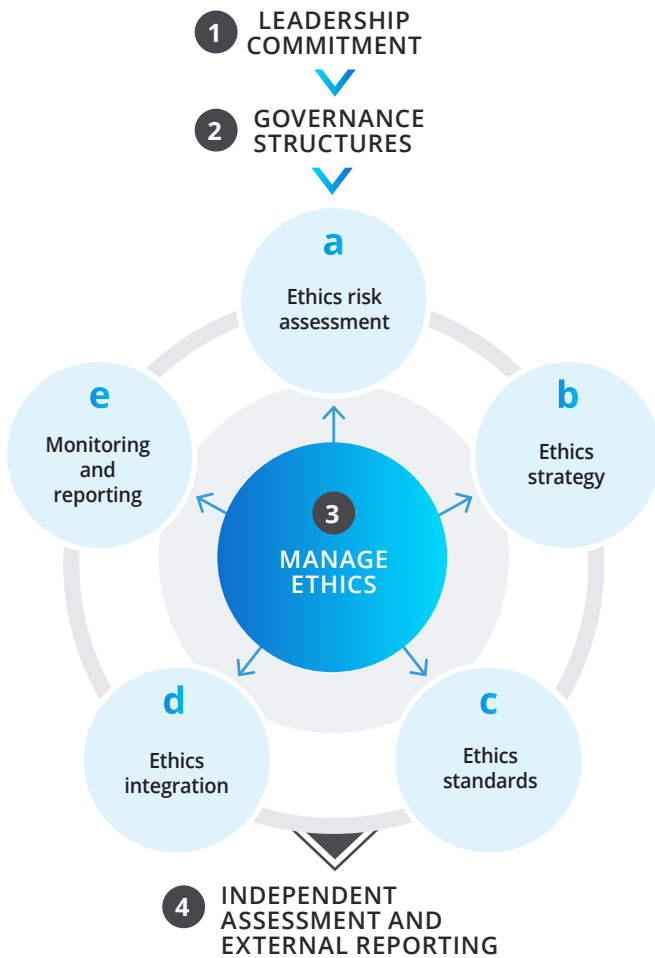 1
LEADERSHIP
COMMITMENT
2
GOVERNANCE
STRUCTURES
a
Ethics risk
assessment
b
Ethics
strategy
c
Ethics
standards
d
Ethics
integration
e
Monitoring
and
reporting
3
MANAGE
ETHICS
4
INDEPENDENT
ASSESSMENT AND
EXTERNAL REPORTING